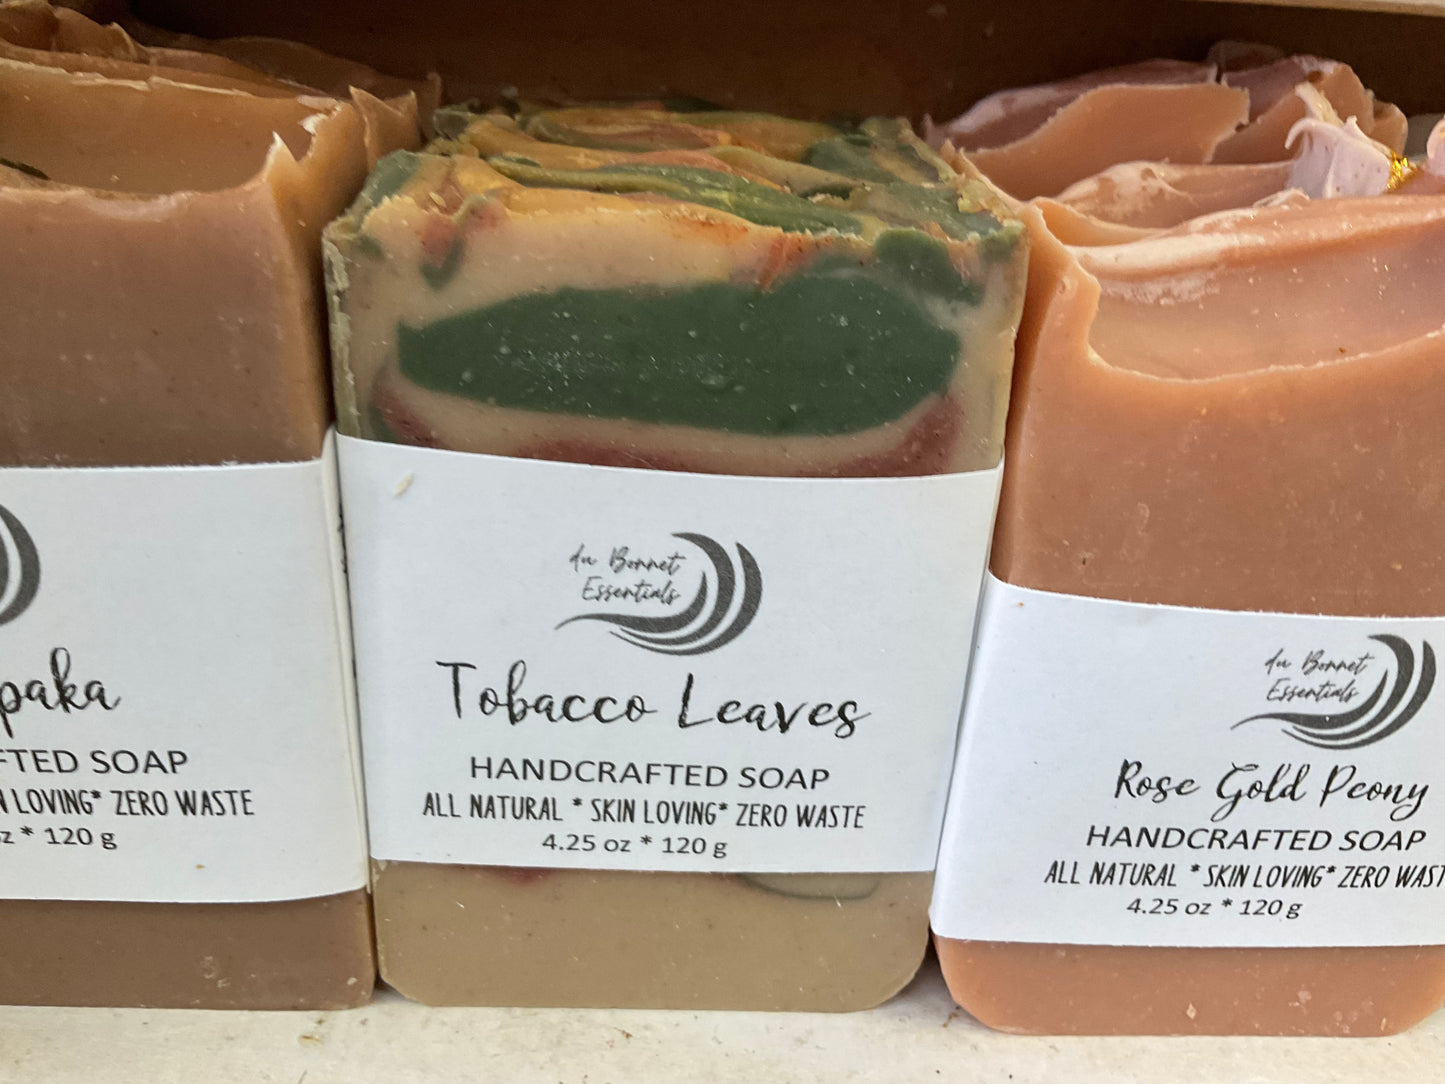 paka
FTED SOAP
LOVING* ZERO WASTE
z * 120 g
du Bonnet
Essentials
Tobacco Leaves
HANDCRAFTED SOAP
ALL NATURAL * SKIN LOVING* ZERO WASTE
4.25 oz * 120 g
du Bonnet
Essentials
Rose Gold Peony
HANDCRAFTED SOAP
ALL NATURAL * SKIN LOVING* ZERO WAST
4.25 oz * 120 g